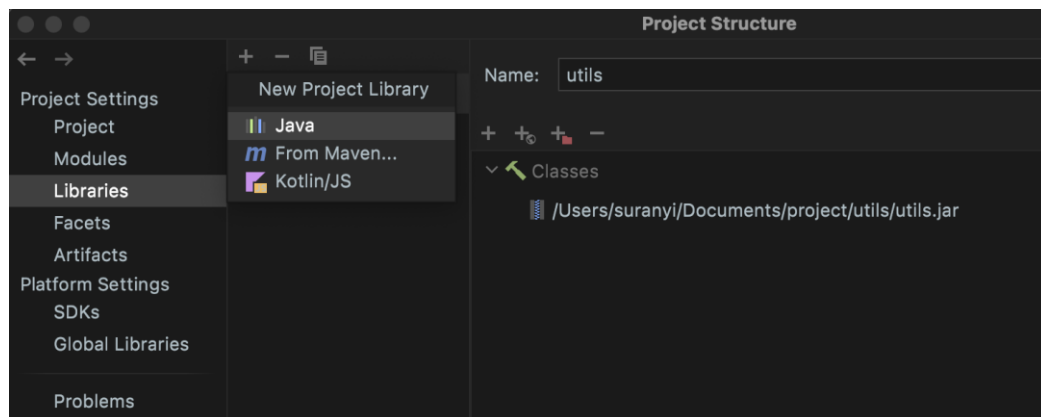 Project Structure
Project Settings
Project
Modules
Libraries
Facets
Artifacts
Platform Settings
SDKs
Global Libraries
Problems
New Project Library
Java
From Maven...
Kotlin/JS
Name: utils
Classes
/Users/suranyi/Documents/project/utils/utils.jar